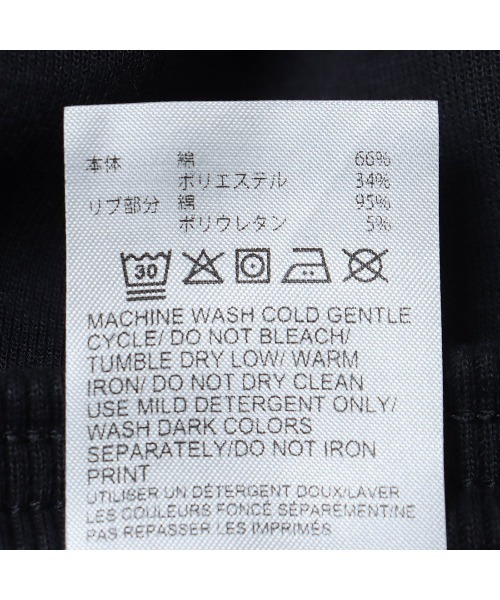 本体 綿 66%
ポリエステル 34%
リブ部分 綿 95%
ポリウレタン 5%
30
MACHINE WASH COLD GENTLE
CYCLE/ DO NOT BLEACH/
TUMBLE DRY LOW/ WARM
IRON/ DO NOT DRY CLEAN
USE MILD DETERGENT ONLY/
WASH DARK COLORS
SEPARATELY/DO NOT IRON
PRINT
UTILISER UN DÉTERGENT DOUX/LAVER
LES COULEURS FONCÉ SÉPARÉMENT/NE
PAS REPASSER LES IMPRIMÉS